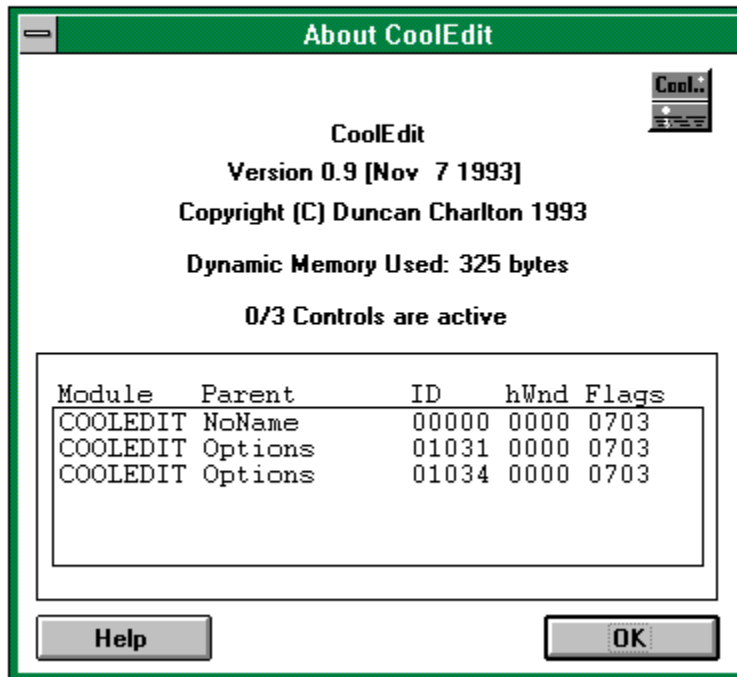 About CoolEdit
Cool..
CoolEdit
Version 0.9 [Nov  7 1993]
Copyright (C) Duncan Charlton 1993
Dynamic Memory Used: 325 bytes
0/3 Controls are active
Module   Parent        ID    hWnd Flags
COOLEDIT NoName        00000 0000 0703
COOLEDIT Options       01031 0000 0703
COOLEDIT Options       01034 0000 0703
Help OK